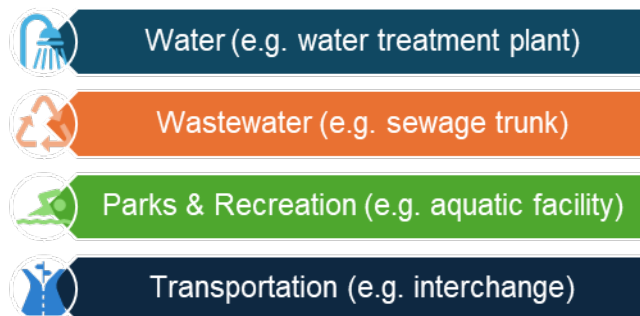 Water (e.g. water treatment plant)
Wastewater (e.g. sewage trunk)
Parks & Recreation (e.g. aquatic facility)
Transportation (e.g. interchange)